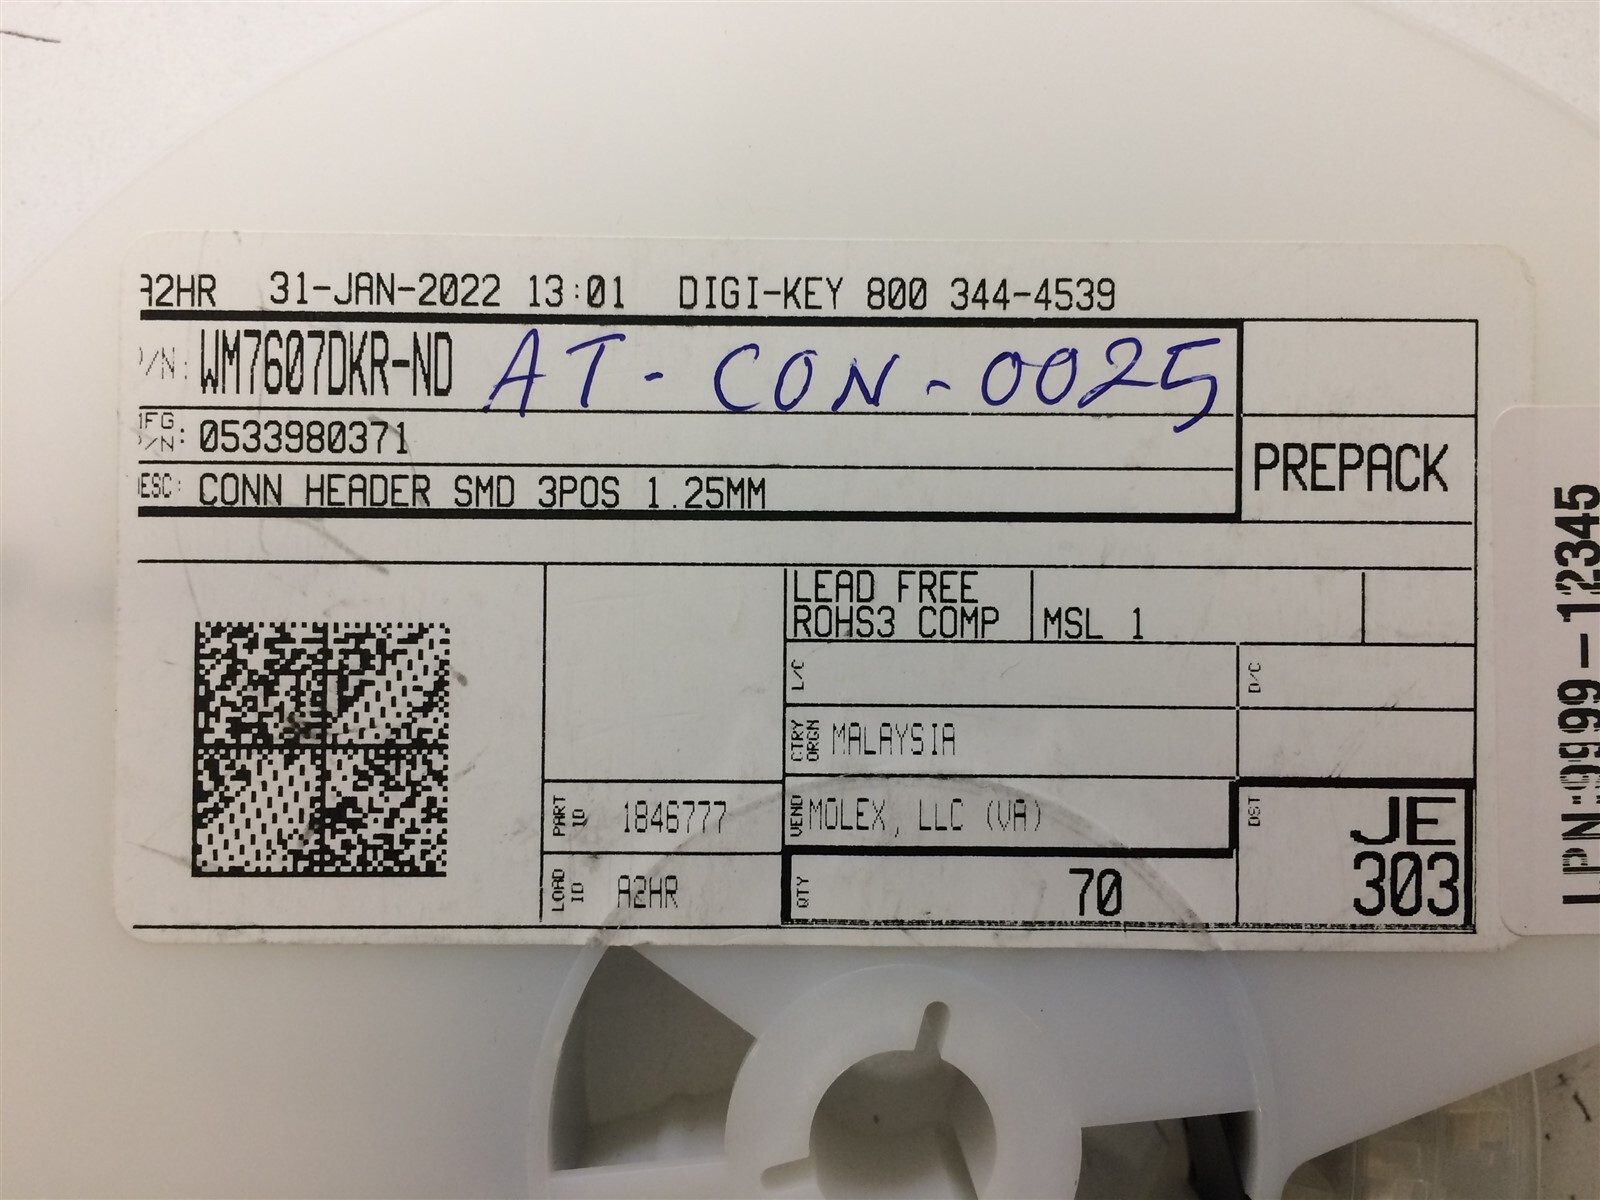 A2HR 31-JAN-2022 13:01 DIGI-KEY 800 344-4539
P/N: WM7607DKR-ND AT-CON-0025
MFG P/N: 0533980371
DESC: CONN HEADER SMD 3POS 1.25MM
PREPACK
LEAD FREE
ROHS3 COMP
MSL 1
L/C
D/C
CTRY ORGN MALAYSIA
PART ID 1846777
VEND MOLEX, LLC (VA)
LOAD ID A2HR
QTY 70
DST JE
303
LPN-9999-12345